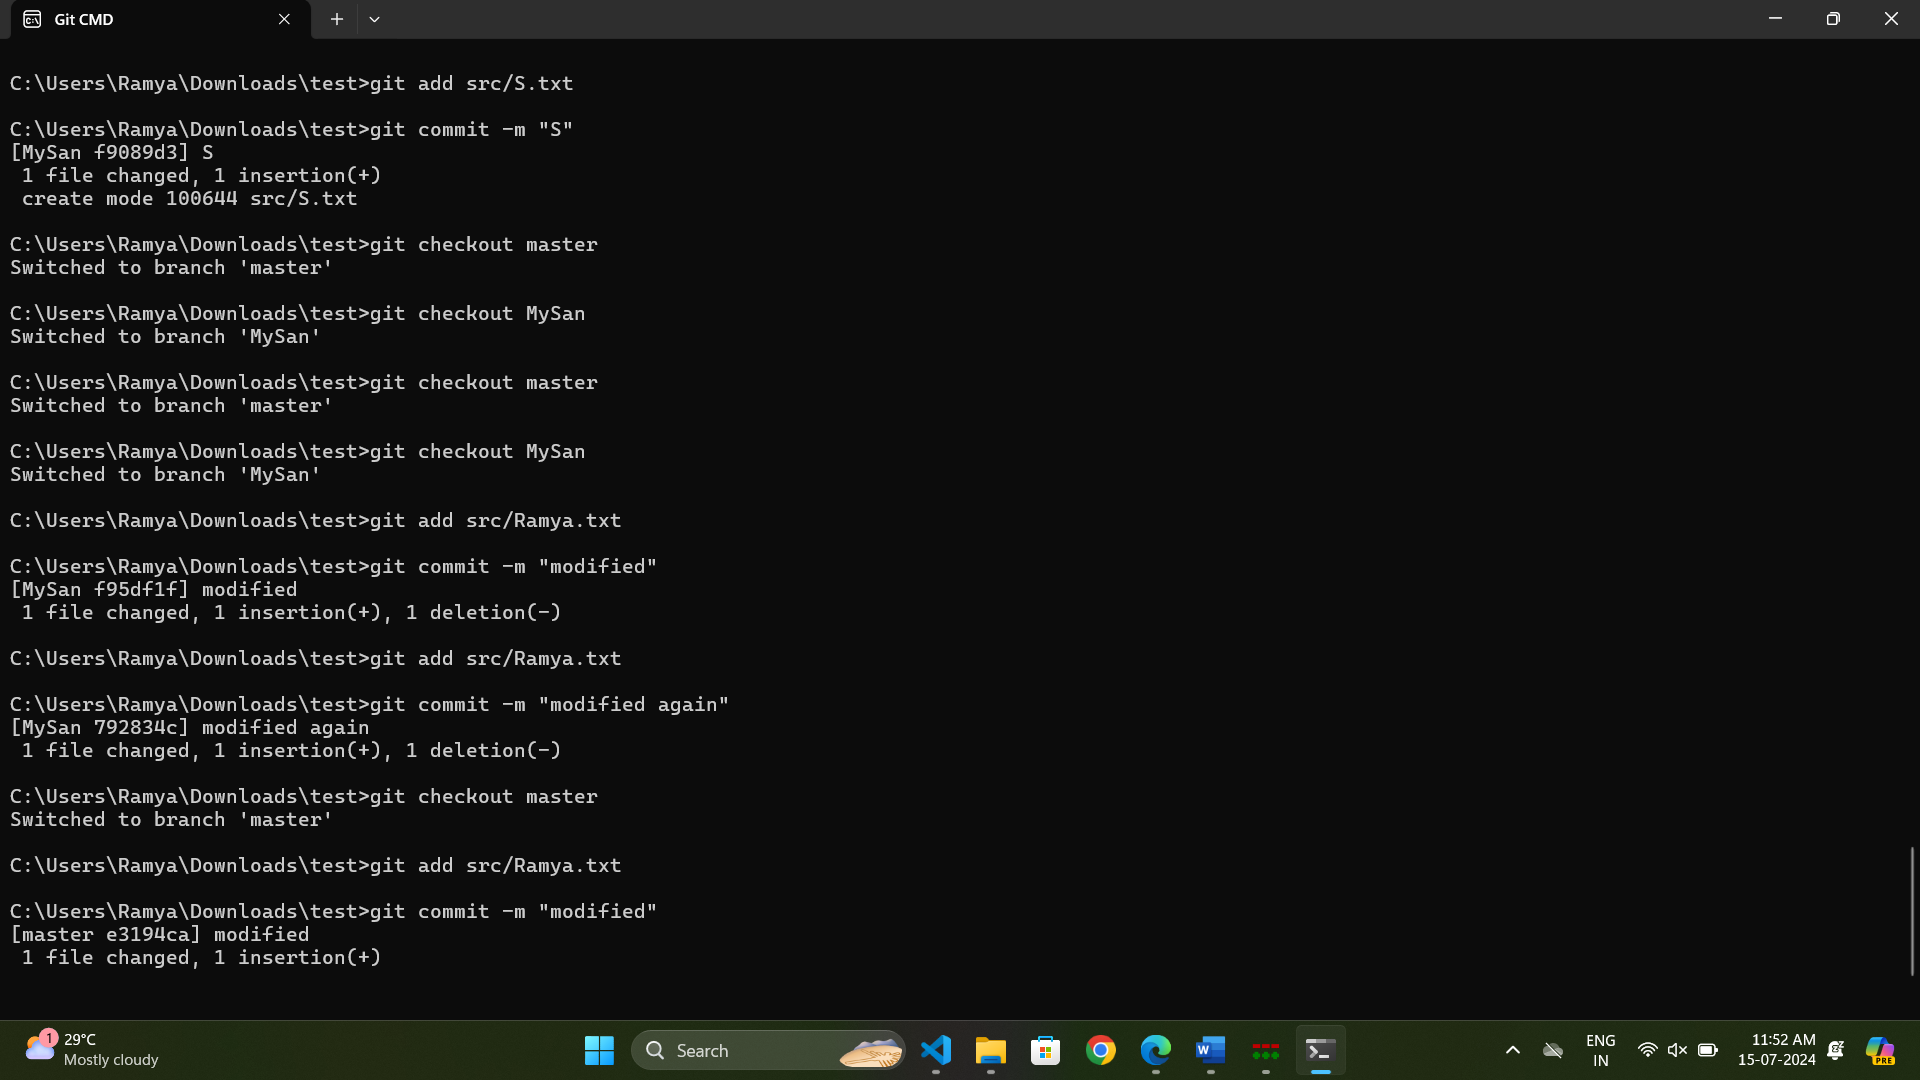 Git CMD
C:\Users\Ramya\Downloads\test>git add src/S.txt
C:\Users\Ramya\Downloads\test>git commit -m "S"
[MySan f9089d3] S
 1 file changed, 1 insertion(+)
 create mode 100644 src/S.txt
C:\Users\Ramya\Downloads\test>git checkout master
Switched to branch 'master'
C:\Users\Ramya\Downloads\test>git checkout MySan
Switched to branch 'MySan'
C:\Users\Ramya\Downloads\test>git checkout master
Switched to branch 'master'
C:\Users\Ramya\Downloads\test>git checkout MySan
Switched to branch 'MySan'
C:\Users\Ramya\Downloads\test>git add src/Ramya.txt
C:\Users\Ramya\Downloads\test>git commit -m "modified"
[MySan f95df1f] modified
 1 file changed, 1 insertion(+), 1 deletion(-)
C:\Users\Ramya\Downloads\test>git add src/Ramya.txt
C:\Users\Ramya\Downloads\test>git commit -m "modified again"
[MySan 792834c] modified again
 1 file changed, 1 insertion(+), 1 deletion(-)
C:\Users\Ramya\Downloads\test>git checkout master
Switched to branch 'master'
C:\Users\Ramya\Downloads\test>git add src/Ramya.txt
C:\Users\Ramya\Downloads\test>git commit -m "modified"
[master e3194ca] modified
 1 file changed, 1 insertion(+)
1
29°C
Mostly cloudy
Search
W
ENG
IN
11:52 AM
15-07-2024
PRE